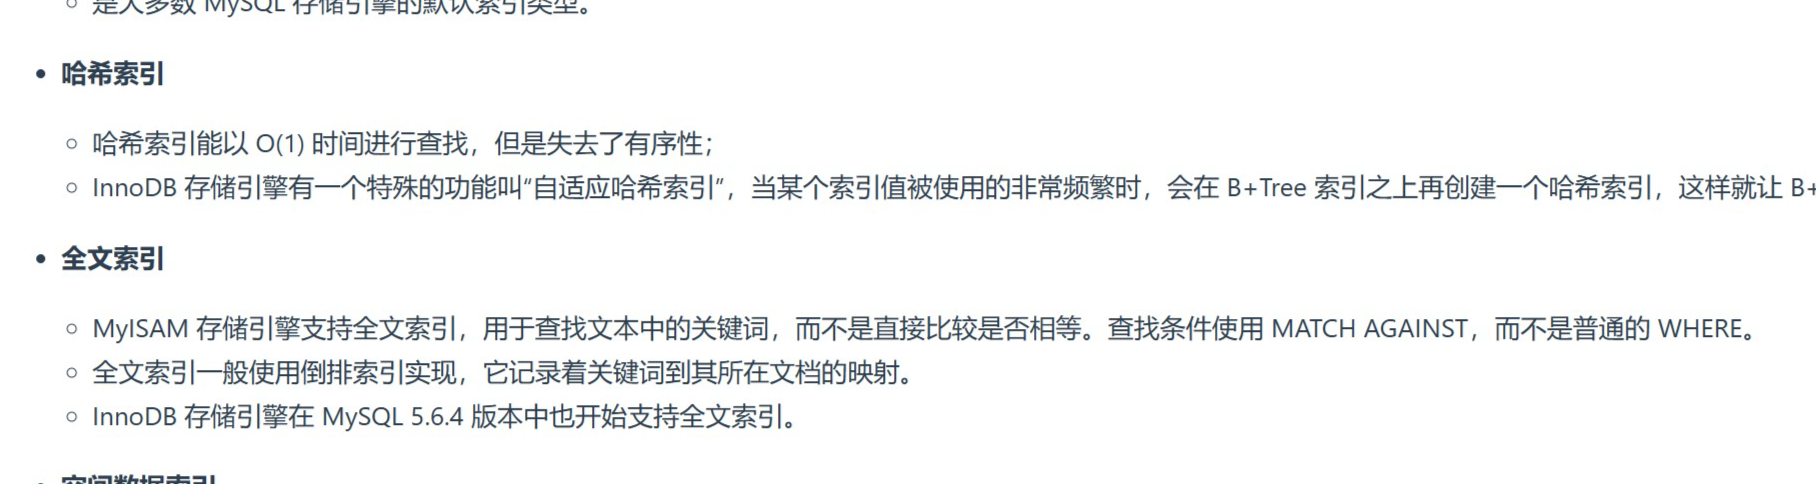 是大多数 MySQL 存储引擎的默认索引类型。
哈希索引
哈希索引能以 O(1) 时间进行查找，但是失去了有序性；
InnoDB 存储引擎有一个特殊的功能叫“自适应哈希索引”，当某个索引值被使用的非常频繁时，会在 B+Tree 索引之上再创建一个哈希索引，这样就让 B+
全文索引
MyISAM 存储引擎支持全文索引，用于查找文本中的关键词，而不是直接比较是否相等。查找条件使用 MATCH AGAINST，而不是普通的 WHERE。
全文索引一般使用倒排索引实现，它记录着关键词到其所在文档的映射。
InnoDB 存储引擎在 MySQL 5.6.4 版本中也开始支持全文索引。
空间数据索引